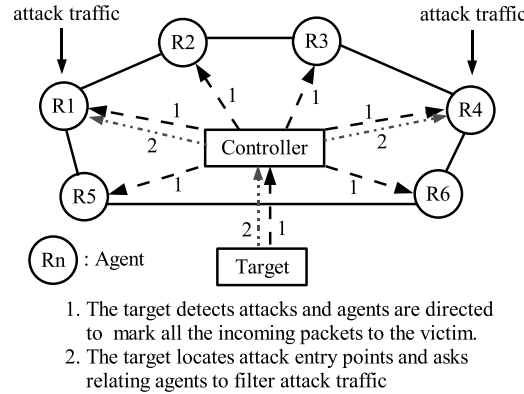 attack traffic
attack traffic
R2
R3
R1
R4
1
1
1
1
2
2
Controller
R5
1
1
R6
2
1
Rn : Agent
Target
1. The target detects attacks and agents are directed
to mark all the incoming packets to the victim.
2. The target locates attack entry points and asks
relating agents to filter attack traffic